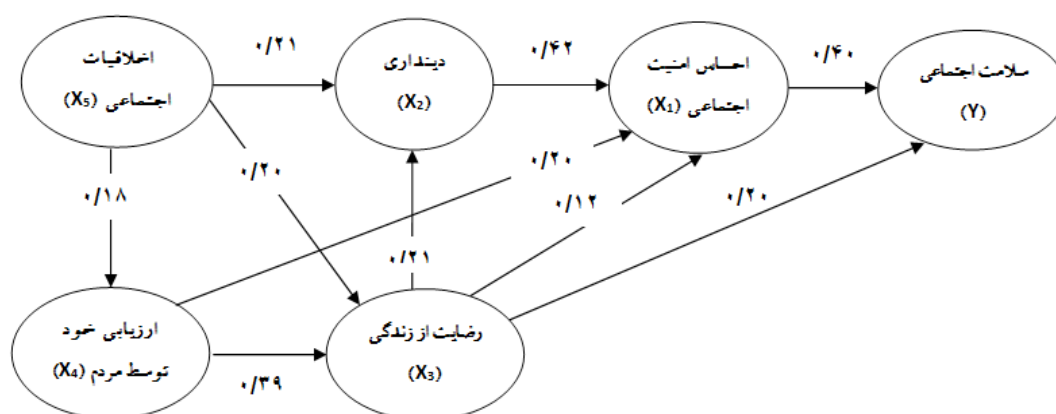 اخلاقیات
اجتماعی (X₅)
۰/۲۱
دینداری
(X₂)
۰/۴۲
احساس امنیت
اجتماعی (X₁)
۰/۴۰
سلامت اجتماعی
(Y)
۰/۱۸
۰/۲۰
۰/۲۱
۰/۲۰
۰/۱۲
۰/۲۰
ارزیابی خود
توسط مردم (X₄)
۰/۳۹
رضایت از زندگی
(X₃)